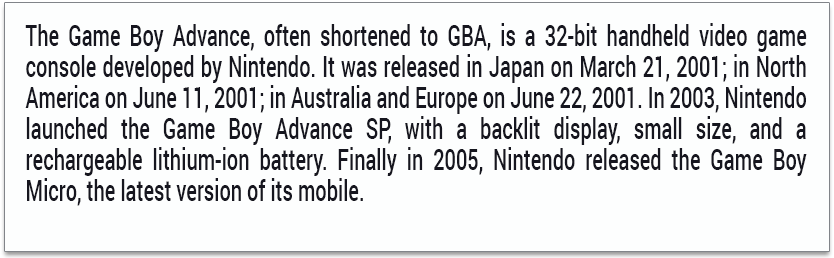 The Game Boy Advance, often shortened to GBA, is a 32-bit handheld video game
console developed by Nintendo. It was released in Japan on March 21, 2001; in North
America on June 11, 2001; in Australia and Europe on June 22, 2001. In 2003, Nintendo
launched the Game Boy Advance SP, with a backlit display, small size, and a
rechargeable lithium-ion battery. Finally in 2005, Nintendo released the Game Boy
Micro, the latest version of its mobile.